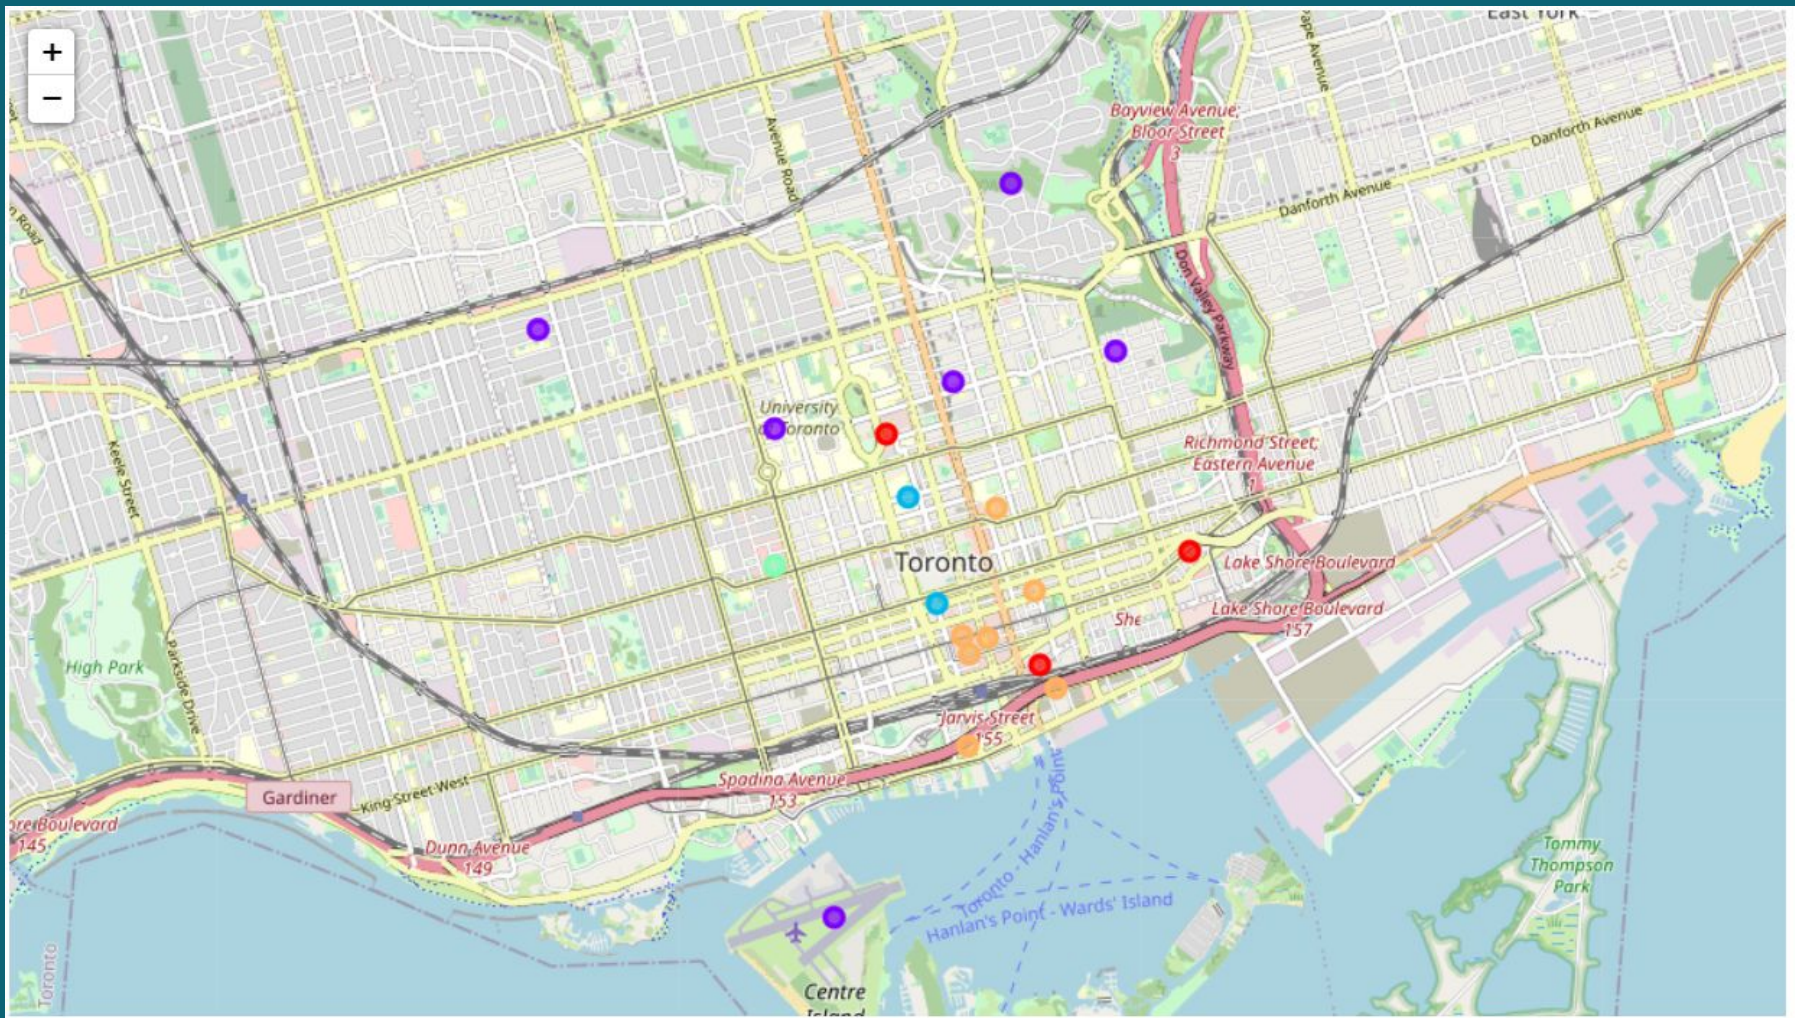 East York
+
−
Bayview Avenue,
Bloor Street
3
Pape Avenue
Danforth Avenue
Avenue Road
Danforth Avenue
n Road
Don Valley Parkway
University
Toronto
Richmond Street,
Eastern Avenue
1
Keele Street
Toronto
Lake Shore Boulevard
Lake Shore Boulevard
157
She
High Park
Parkside Drive
Jarvis Street
155
Spadina Avenue
153
Gardiner
King Street West
ore Boulevard
145
Dunn Avenue
149
Tommy
Thompson
Park
Toronto - Hanlan's Point
Hanlan's Point - Wards' Island
Toronto
Centre
Island